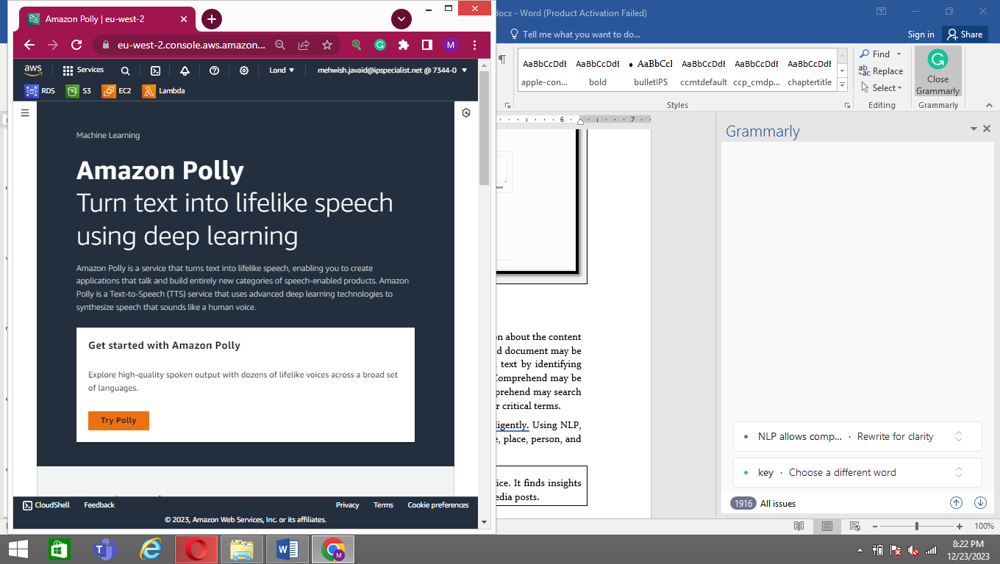 Amazon Polly | eu-west-2
eu-west-2.console.aws.amazon...
M
aws
Services
Lond
mehwish.javaid@ipspecialist.net @ 7344-0
RDS
S3
EC2
Lambda
Machine Learning
Amazon Polly
Turn text into lifelike speech
using deep learning
Amazon Polly is a service that turns text into lifelike speech, enabling you to create
applications that talk and build entirely new categories of speech-enabled products. Amazon
Polly is a Text-to-Speech (TTS) service that uses advanced deep learning technologies to
synthesize speech that sounds like a human voice.
Get started with Amazon Polly
Explore high-quality spoken output with dozens of lifelike voices across a broad set
of languages.
Try Polly
CloudShell
Feedback
Privacy
Terms
Cookie preferences
© 2023, Amazon Web Services, Inc. or its affiliates.
docx - Word (Product Activation Failed)
Tell me what you want to do...
Sign in
Share
AaBbCcDdE
AaBbCcDdE
• AaBbCcI
AaBbCcDdE
AaBbCcDdE
AaBbCcDdE
apple-con...
bold
bulletIPS
ccmtdefault
ccp_cmdp...
chaptertitle
Styles
Find
Replace
Select
Editing
Close
Grammarly
Grammarly
6
7
on about the content
d document may be
text by identifying
Comprehend may be
prehend may search
r critical terms.
ligently. Using NLP,
e, place, person, and
ice. It finds insights
edia posts.
Grammarly
NLP allows comp... · Rewrite for clarity
key · Choose a different word
1916 All issues
100%
8:22 PM
12/23/2023